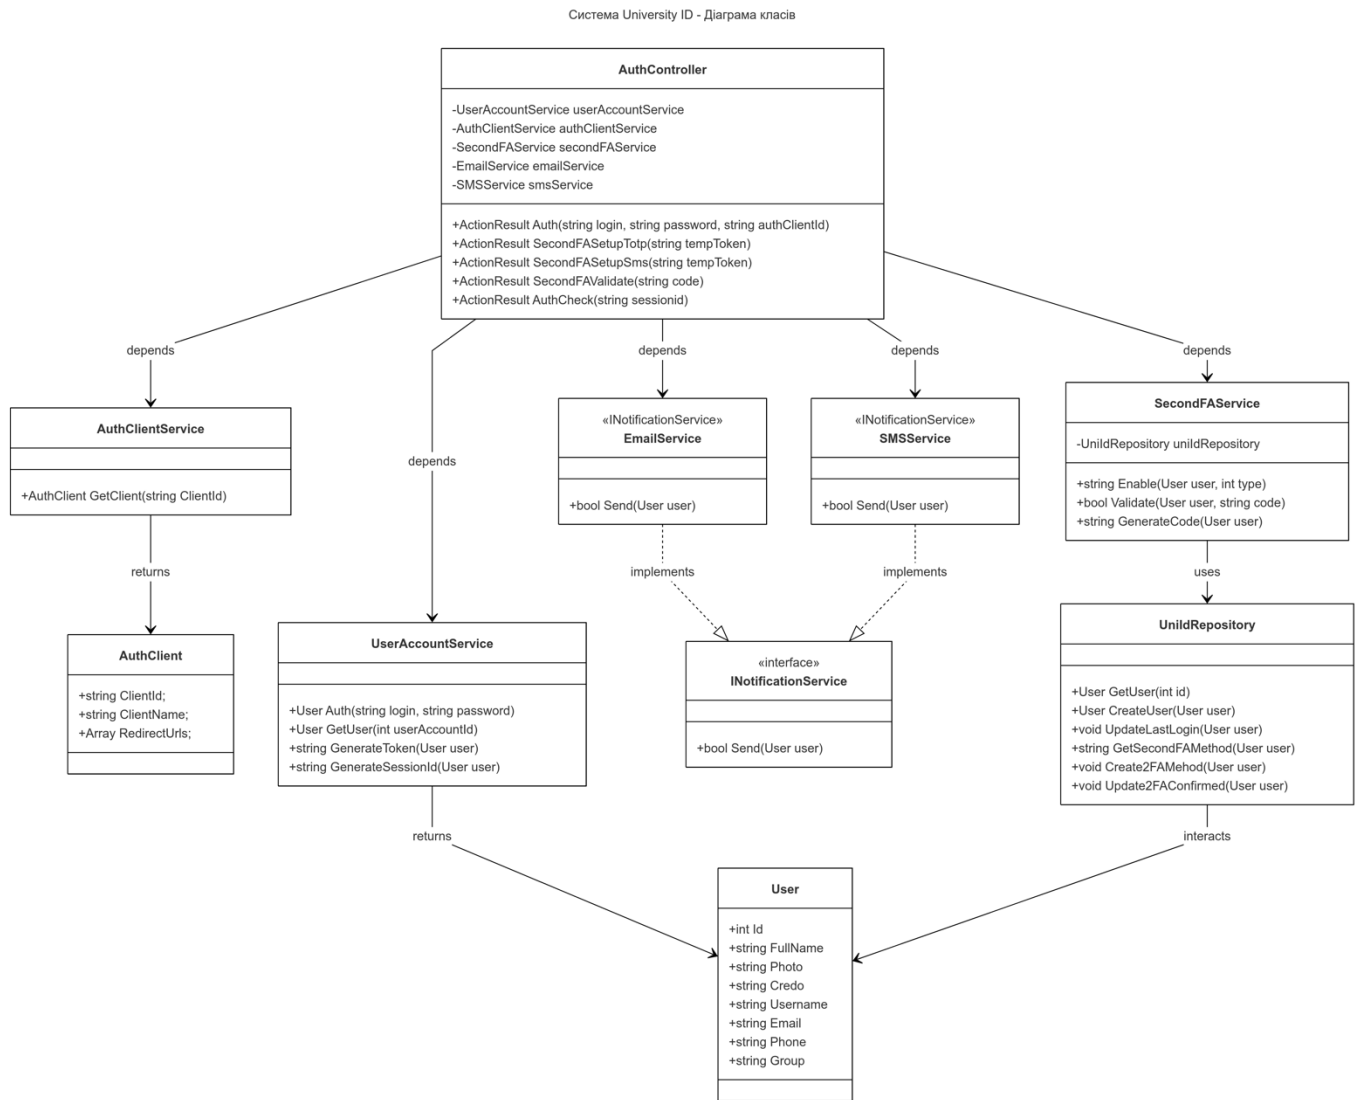 Система University ID - Діаграма класів
AuthController
-UserAccountService userAccountService
-AuthClientService authClientService
-SecondFAService secondFAService
-EmailService emailService
-SMSService smsService
+ActionResult Auth(string login, string password, string authClientId)
+ActionResult SecondFASetupTotp(string tempToken)
+ActionResult SecondFASetupSms(string tempToken)
+ActionResult SecondFAValidate(string code)
+ActionResult AuthCheck(string sessionid)
depends
depends
depends
depends
depends
AuthClientService
+AuthClient GetClient(string ClientId)
«INotificationService»
EmailService
+bool Send(User user)
«INotificationService»
SMSService
+bool Send(User user)
SecondFAService
-UniIdRepository uniIdRepository
+string Enable(User user, int type)
+bool Validate(User user, string code)
+string GenerateCode(User user)
returns
implements
implements
uses
AuthClient
+string ClientId;
+string ClientName;
+Array RedirectUrls;
UserAccountService
+User Auth(string login, string password)
+User GetUser(int userAccountId)
+string GenerateToken(User user)
+string GenerateSessionId(User user)
«interface»
INotificationService
+bool Send(User user)
UniIdRepository
+User GetUser(int id)
+User CreateUser(User user)
+void UpdateLastLogin(User user)
+string GetSecondFAMethod(User user)
+void Create2FAMehod(User user)
+void Update2FAConfirmed(User user)
returns
interacts
User
+int Id
+string FullName
+string Photo
+string Credo
+string Username
+string Email
+string Phone
+string Group